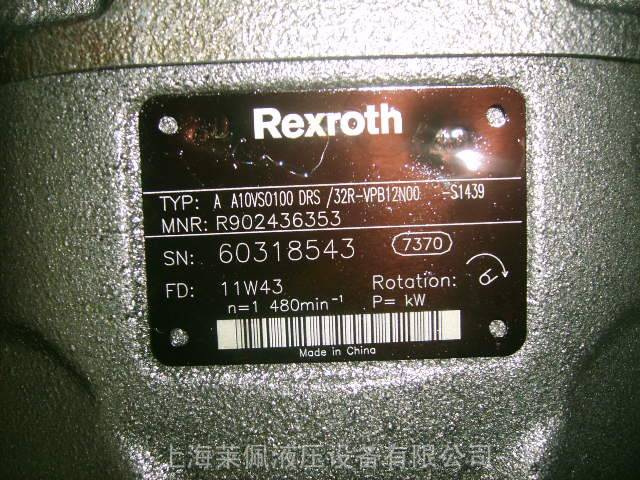 Rexroth
TYP: A A10VSO100 DRS /32R-VPB12N00 -S1439
MNR: R902436353
SN: 60318543 7370
FD: 11W43 Rotation:
n=1 480min⁻¹ P= kW
Made in China
上海莱佩液压设备有限公司